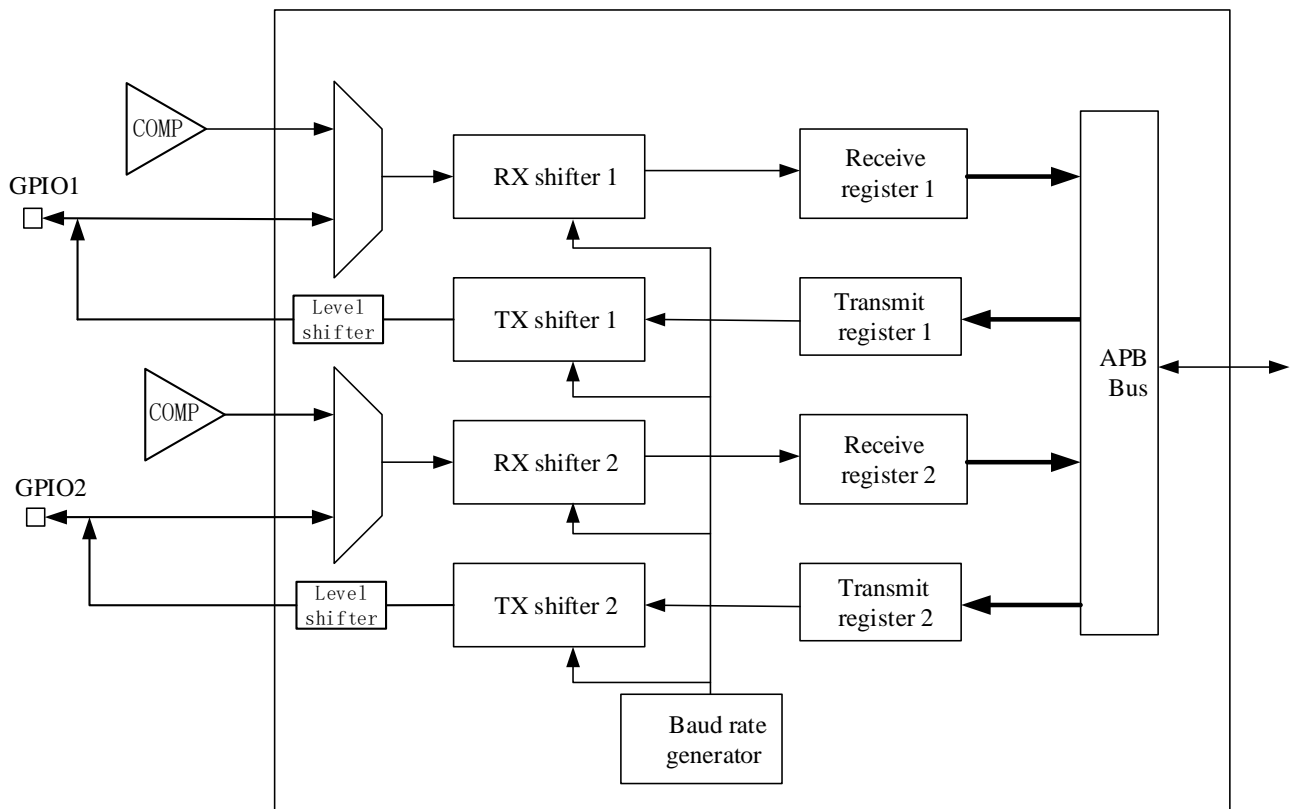 COMP
GPIO1
RX shifter 1
Receive
register 1
Level
shifter
TX shifter 1
Transmit
register 1
APB
Bus
COMP
GPIO2
RX shifter 2
Receive
register 2
Level
shifter
TX shifter 2
Transmit
register 2
Baud rate
generator